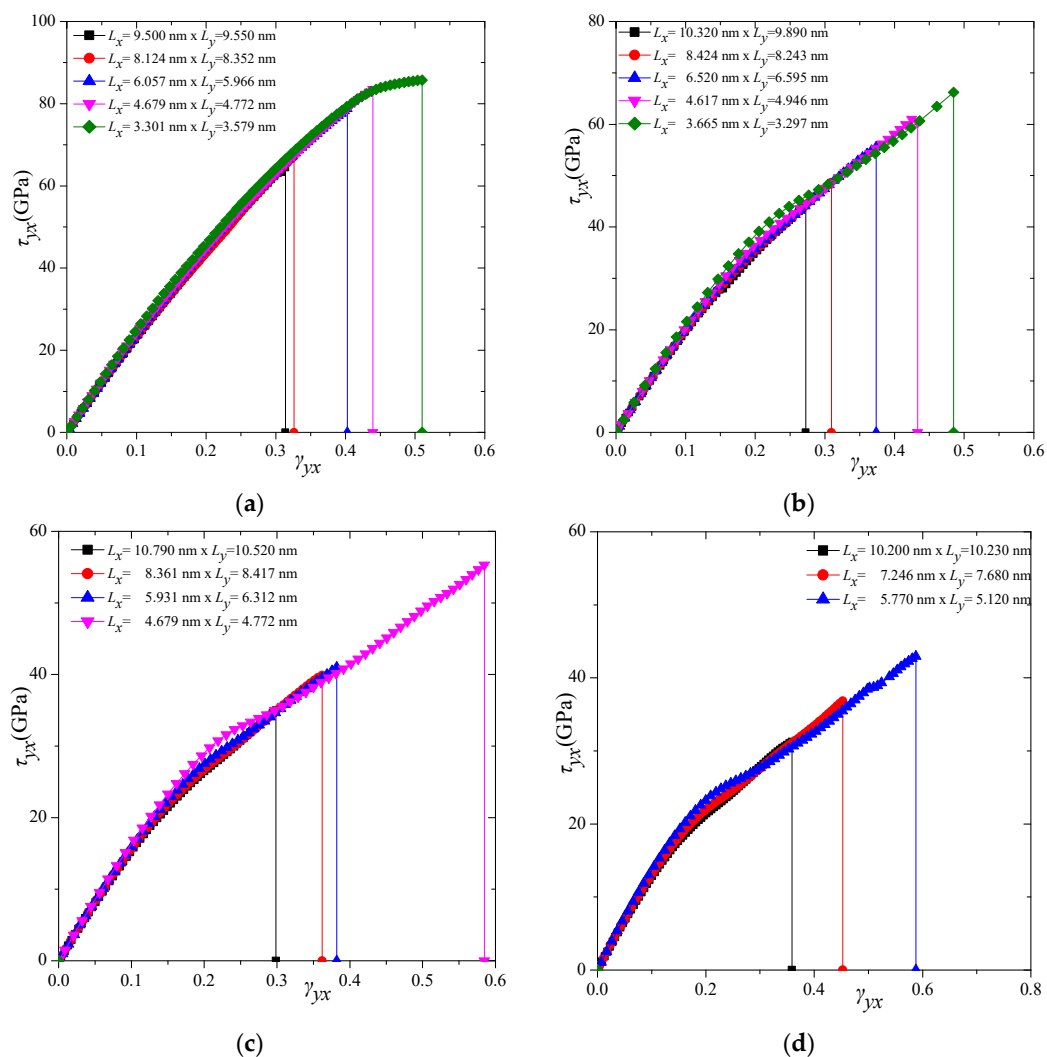 100
80
60
40
20
0
τyx(GPa)
Lx= 9.500 nm x Ly=9.550 nm
Lx= 8.124 nm x Ly=8.352 nm
Lx= 6.057 nm x Ly=5.966 nm
Lx= 4.679 nm x Ly=4.772 nm
Lx= 3.301 nm x Ly=3.579 nm
0.0 0.1 0.2 0.3 0.4 0.5 0.6
γyx
(a)
80
60
40
20
0
τyx(GPa)
Lx= 10.320 nm x Ly=9.890 nm
Lx= 8.424 nm x Ly=8.243 nm
Lx= 6.520 nm x Ly=6.595 nm
Lx= 4.617 nm x Ly=4.946 nm
Lx= 3.665 nm x Ly=3.297 nm
0.0 0.1 0.2 0.3 0.4 0.5 0.6
γyx
(b)
60
40
20
0
τyx(GPa)
Lx= 10.790 nm x Ly=10.520 nm
Lx= 8.361 nm x Ly=8.417 nm
Lx= 5.931 nm x Ly=6.312 nm
Lx= 4.679 nm x Ly=4.772 nm
0.0 0.1 0.2 0.3 0.4 0.5 0.6
γyx
(c)
60
40
20
0
τyx(GPa)
Lx= 10.200 nm x Ly=10.230 nm
Lx= 7.246 nm x Ly=7.680 nm
Lx= 5.770 nm x Ly=5.120 nm
0.0 0.2 0.4 0.6 0.8
γyx
(d)